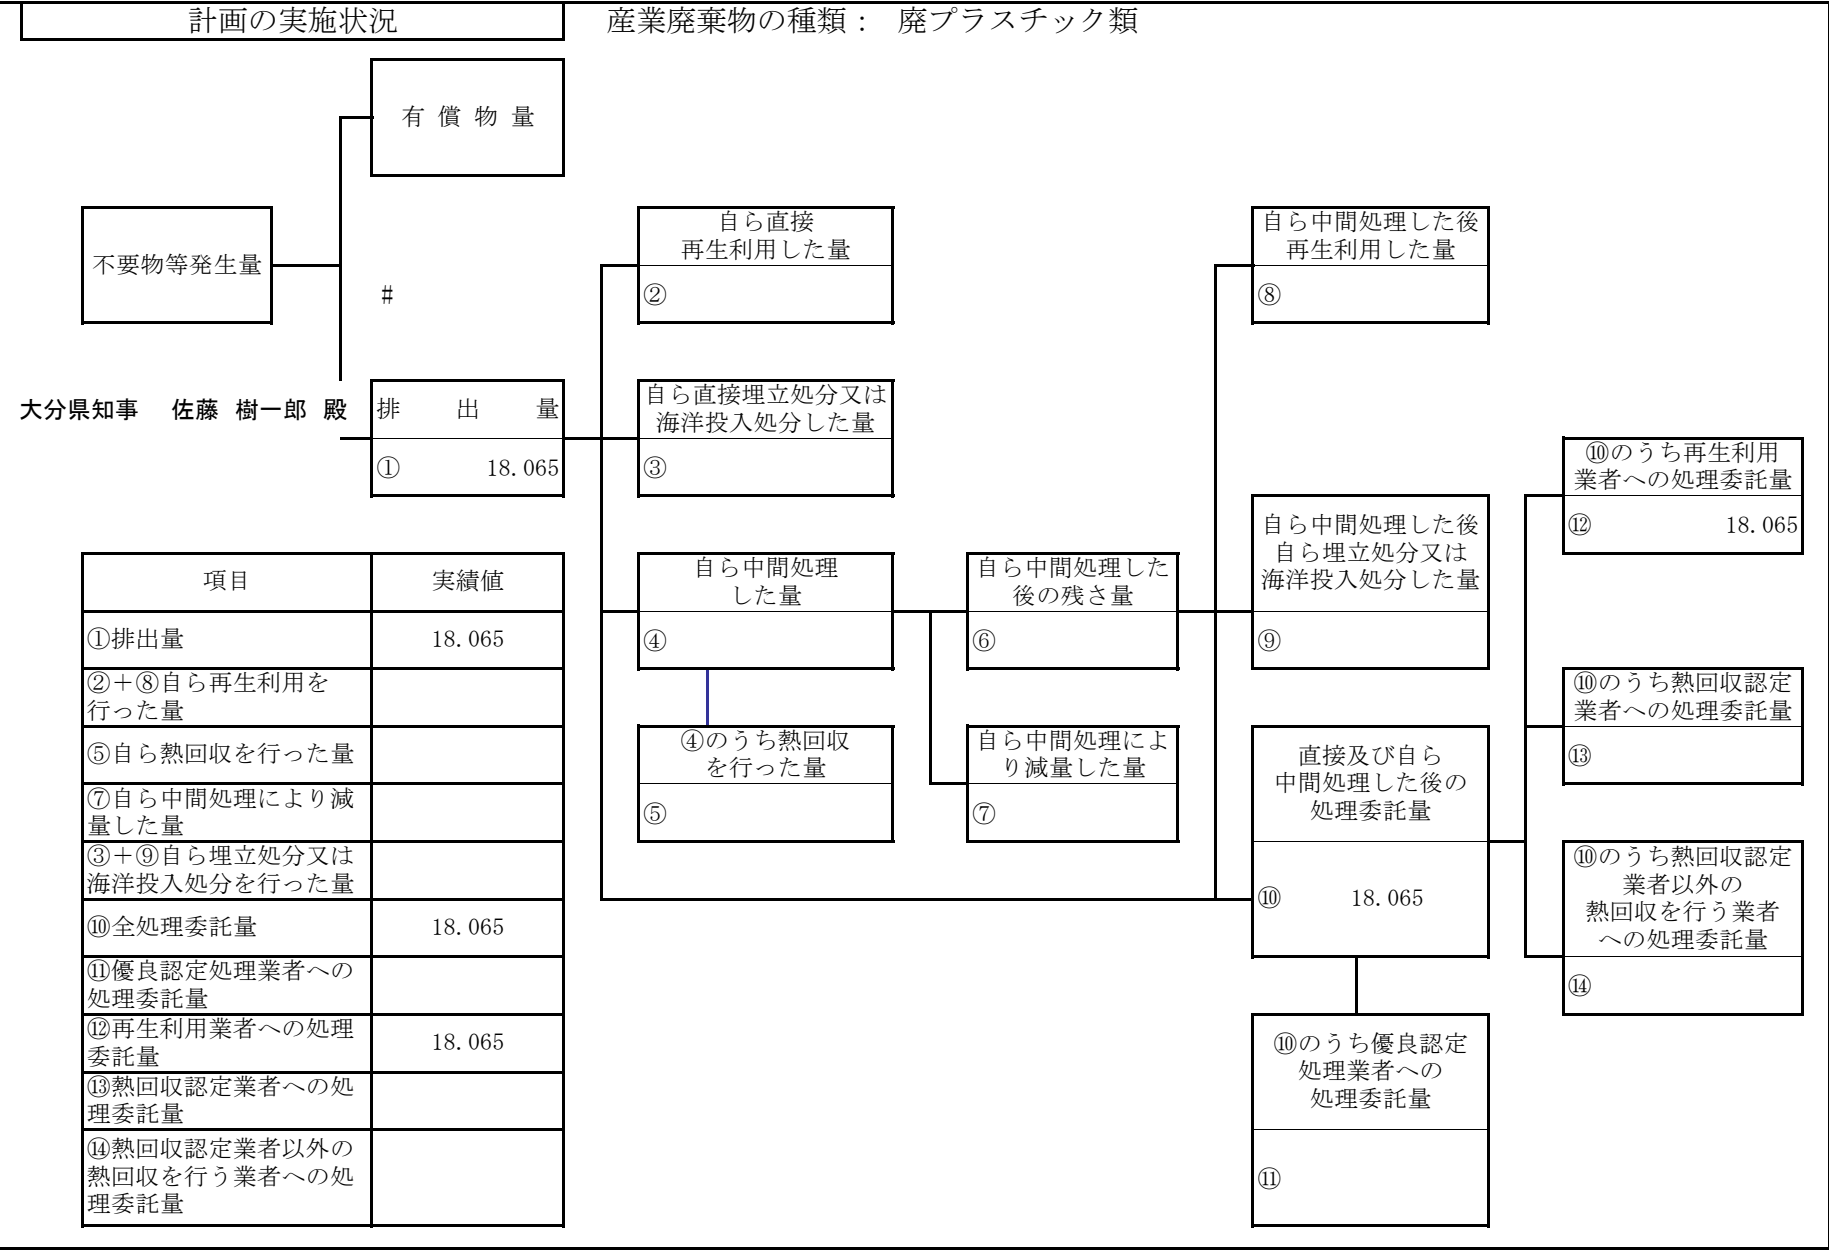 計画の実施状況
産業廃棄物の種類： 廃プラスチック類
有 償 物 量
不要物等発生量
#
大分県知事 佐藤 樹一郎 殿
排 出 量
① 18.065
自ら直接
再生利用した量
②
自ら直接埋立処分又は
海洋投入処分した量
③
自ら中間処理
した量
④
④のうち熱回収
を行った量
⑤
自ら中間処理した
後の残さ量
⑥
自ら中間処理によ
り減量した量
⑦
自ら中間処理した後
再生利用した量
⑧
自ら中間処理した後
自ら埋立処分又は
海洋投入処分した量
⑨
直接及び自ら
中間処理した後の
処理委託量
⑩ 18.065
⑩のうち優良認定
処理業者への
処理委託量
⑪
⑩のうち再生利用
業者への処理委託量
⑫ 18.065
⑩のうち熱回収認定
業者への処理委託量
⑬
⑩のうち熱回収認定
業者以外の
熱回収を行う業者
への処理委託量
⑭
項目 実績値
①排出量 18.065
②＋⑧自ら再生利用を
行った量
⑤自ら熱回収を行った量
⑦自ら中間処理により減
量した量
③＋⑨自ら埋立処分又は
海洋投入処分を行った量
⑩全処理委託量 18.065
⑪優良認定処理業者への
処理委託量
⑫再生利用業者への処理
委託量 18.065
⑬熱回収認定業者への処
理委託量
⑭熱回収認定業者以外の
熱回収を行う業者への処
理委託量